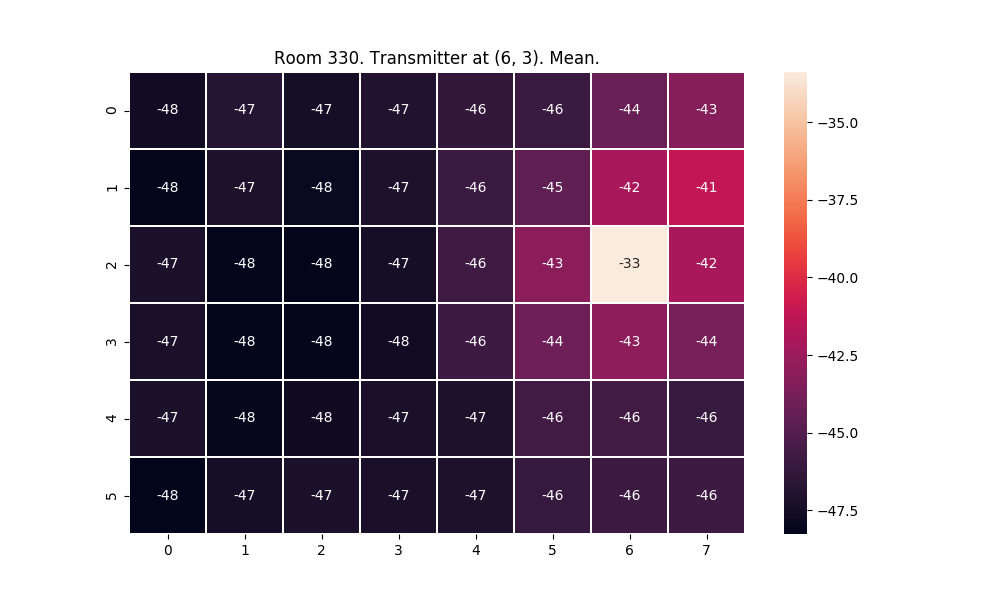 Room 330. Transmitter at (6, 3). Mean.
0 -48 -47 -47 -47 -46 -46 -44 -43
1 -48 -47 -48 -47 -46 -45 -42 -41
2 -47 -48 -48 -47 -46 -43 -33 -42
3 -47 -48 -48 -48 -46 -44 -43 -44
4 -47 -48 -48 -47 -47 -46 -46 -46
5 -48 -47 -47 -47 -47 -46 -46 -46
0 1 2 3 4 5 6 7
−35.0
−37.5
−40.0
−42.5
−45.0
−47.5